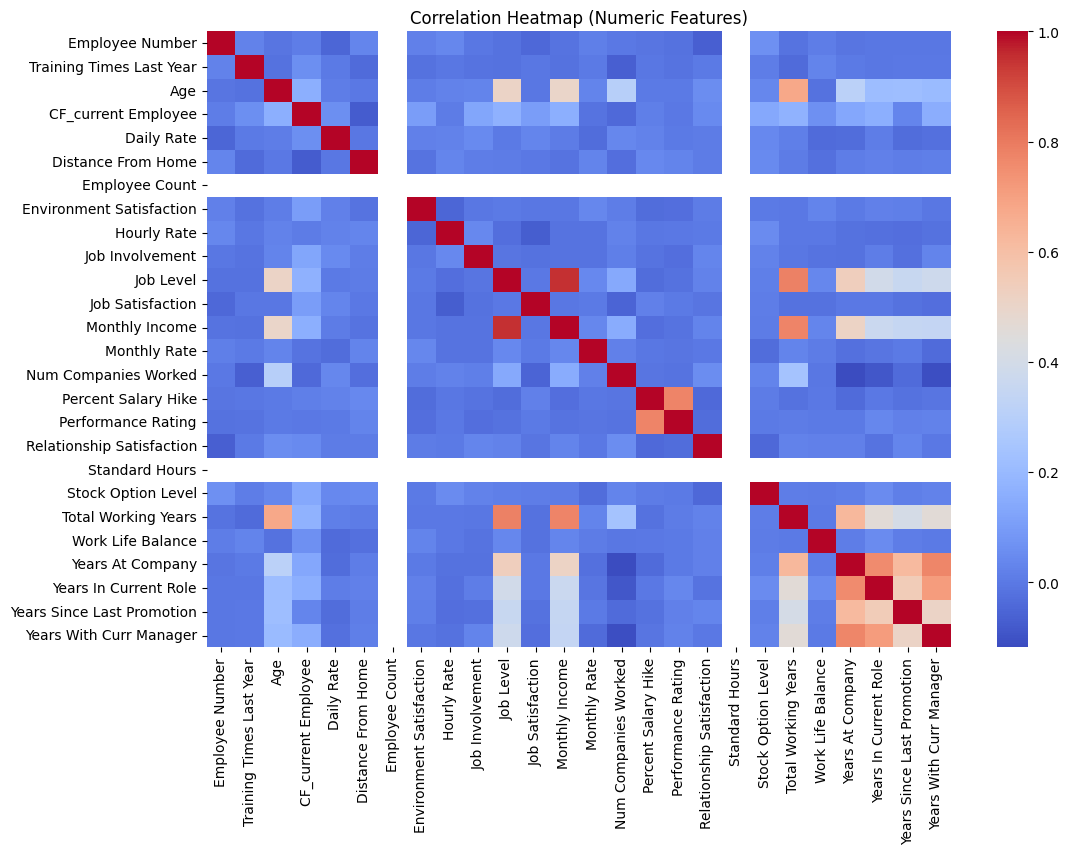 Correlation Heatmap (Numeric Features)
Employee Number
Training Times Last Year
Age
CF_current Employee
Daily Rate
Distance From Home
Employee Count
Environment Satisfaction
Hourly Rate
Job Involvement
Job Level
Job Satisfaction
Monthly Income
Monthly Rate
Num Companies Worked
Percent Salary Hike
Performance Rating
Relationship Satisfaction
Standard Hours
Stock Option Level
Total Working Years
Work Life Balance
Years At Company
Years In Current Role
Years Since Last Promotion
Years With Curr Manager
Employee Number
Training Times Last Year
Age
CF_current Employee
Daily Rate
Distance From Home
Employee Count
Environment Satisfaction
Hourly Rate
Job Involvement
Job Level
Job Satisfaction
Monthly Income
Monthly Rate
Num Companies Worked
Percent Salary Hike
Performance Rating
Relationship Satisfaction
Standard Hours
Stock Option Level
Total Working Years
Work Life Balance
Years At Company
Years In Current Role
Years Since Last Promotion
Years With Curr Manager
1.0
0.8
0.6
0.4
0.2
0.0